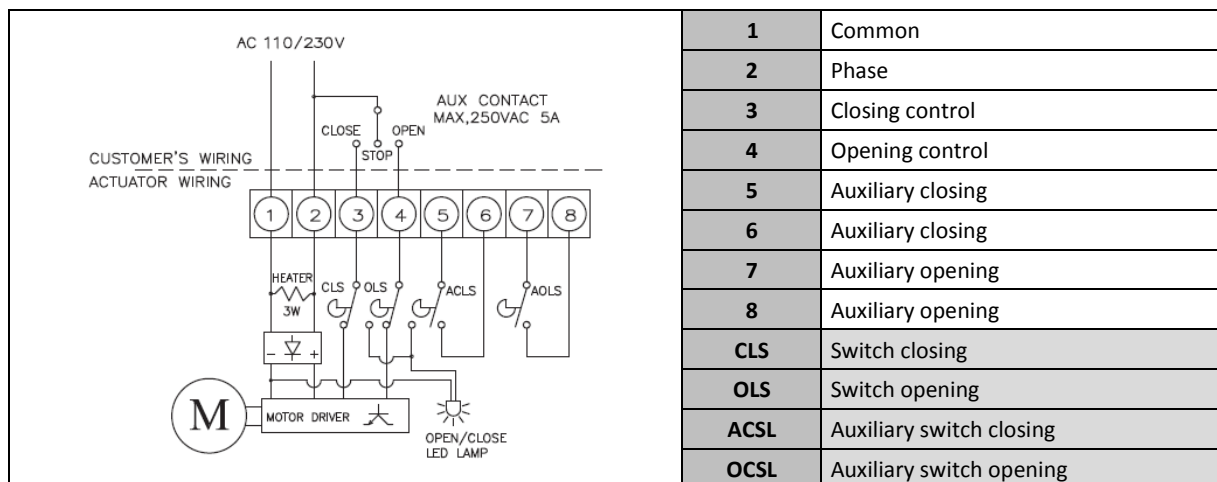 AC 110/230V
AUX CONTACT
MAX,250VAC 5A
CLOSE
OPEN
STOP
CUSTOMER'S WIRING
ACTUATOR WIRING
1 2 3 4 5 6 7 8
HEATER
3W
CLS
OLS
ACLS
AOLS
- +
M
MOTOR DRIVER
OPEN/CLOSE
LED LAMP
1 Common
2 Phase
3 Closing control
4 Opening control
5 Auxiliary closing
6 Auxiliary closing
7 Auxiliary opening
8 Auxiliary opening
CLS Switch closing
OLS Switch opening
ACSL Auxiliary switch closing
OCSL Auxiliary switch opening